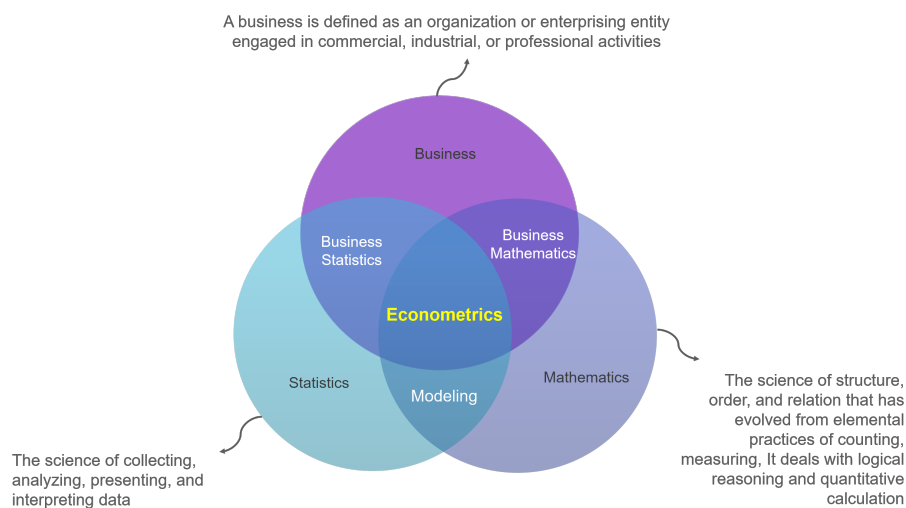 A business is defined as an organization or enterprising entity
engaged in commercial, industrial, or professional activities
Business
Business
Statistics
Business
Mathematics
Econometrics
Statistics
Modeling
Mathematics
The science of collecting,
analyzing, presenting, and
interpreting data
The science of structure,
order, and relation that has
evolved from elemental
practices of counting,
measuring, It deals with logical
reasoning and quantitative
calculation